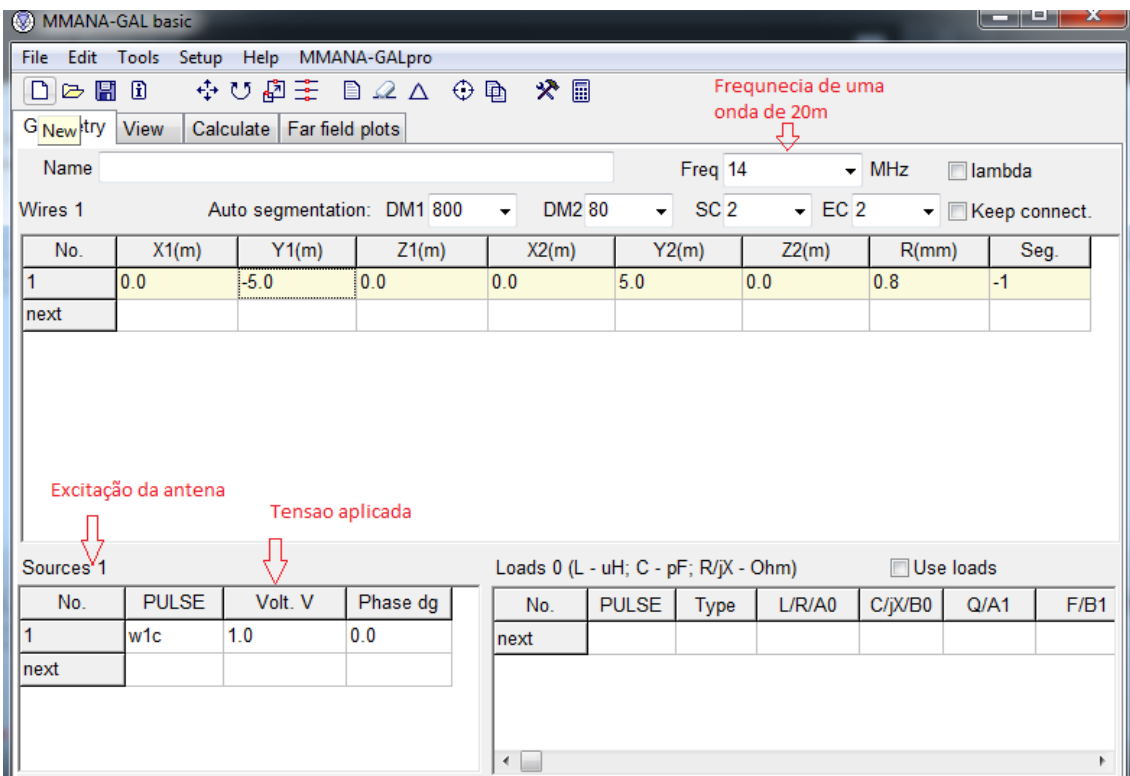 MMANA-GAL basic
File Edit Tools Setup Help MMANA-GALpro
Frequnecia de uma
onda de 20m
G New try View Calculate Far field plots
Name Freq 14 MHz lambda
Wires 1 Auto segmentation: DM1 800 DM2 80 SC 2 EC 2 Keep connect.
No. X1(m) Y1(m) Z1(m) X2(m) Y2(m) Z2(m) R(mm) Seg.
1 0.0 -5.0 0.0 0.0 5.0 0.0 0.8 -1
next
Excitação da antena
Tensao aplicada
Sources 1 Loads 0 (L - uH; C - pF; R/jX - Ohm) Use loads
No. PULSE Volt. V Phase dg No. PULSE Type L/R/A0 C/jX/B0 Q/A1 F/B1
1 w1c 1.0 0.0 next
next